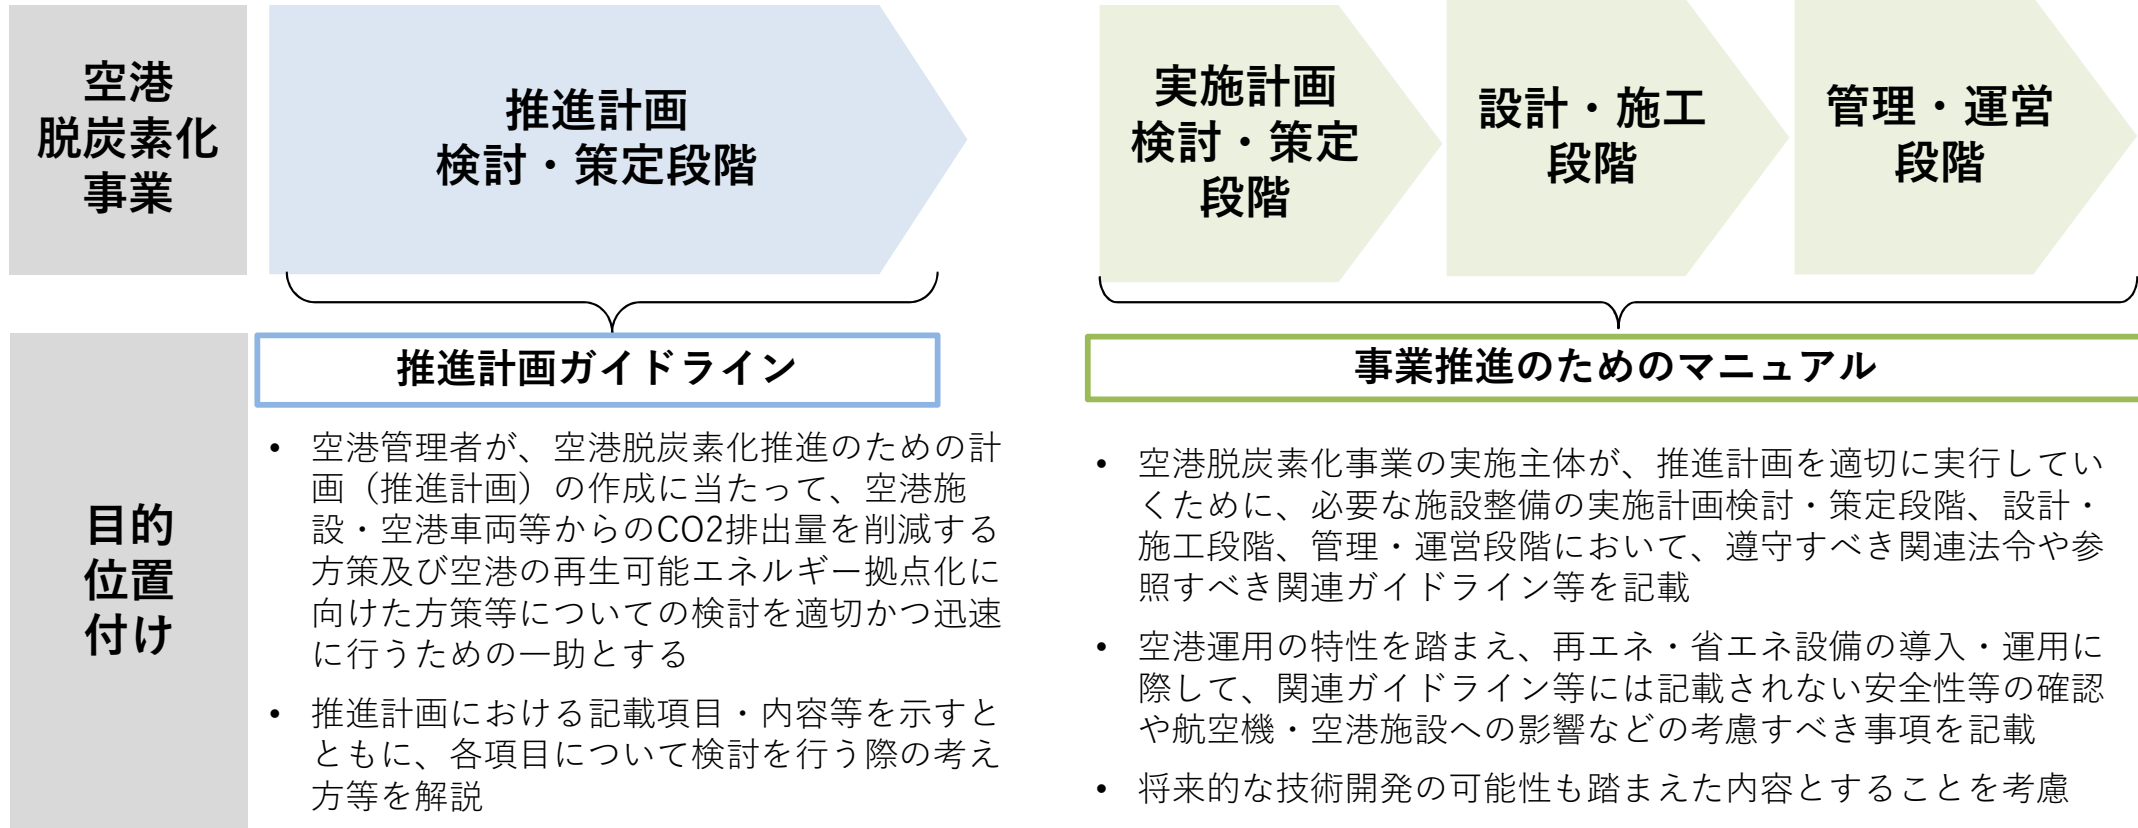 空港
脱炭素化
事業
推進計画
検討・策定段階
実施計画
検討・策定
段階
設計・施工
段階
管理・運営
段階
目的
位置
付け
推進計画ガイドライン
• 空港管理者が、空港脱炭素化推進のための計
画（推進計画）の作成に当たって、空港施
設・空港車両等からのCO2排出量を削減する
方策及び空港の再生可能エネルギー拠点化に
向けた方策等についての検討を適切かつ迅速
に行うための一助とする
• 推進計画における記載項目・内容等を示すと
ともに、各項目について検討を行う際の考え
方等を解説
事業推進のためのマニュアル
• 空港脱炭素化事業の実施主体が、推進計画を適切に実行してい
くために、必要な施設整備の実施計画検討・策定段階、設計・
施工段階、管理・運営段階において、遵守すべき関連法令や参
照すべき関連ガイドライン等を記載
• 空港運用の特性を踏まえ、再エネ・省エネ設備の導入・運用に
際して、関連ガイドライン等には記載されない安全性等の確認
や航空機・空港施設への影響などの考慮すべき事項を記載
• 将来的な技術開発の可能性も踏まえた内容とすることを考慮